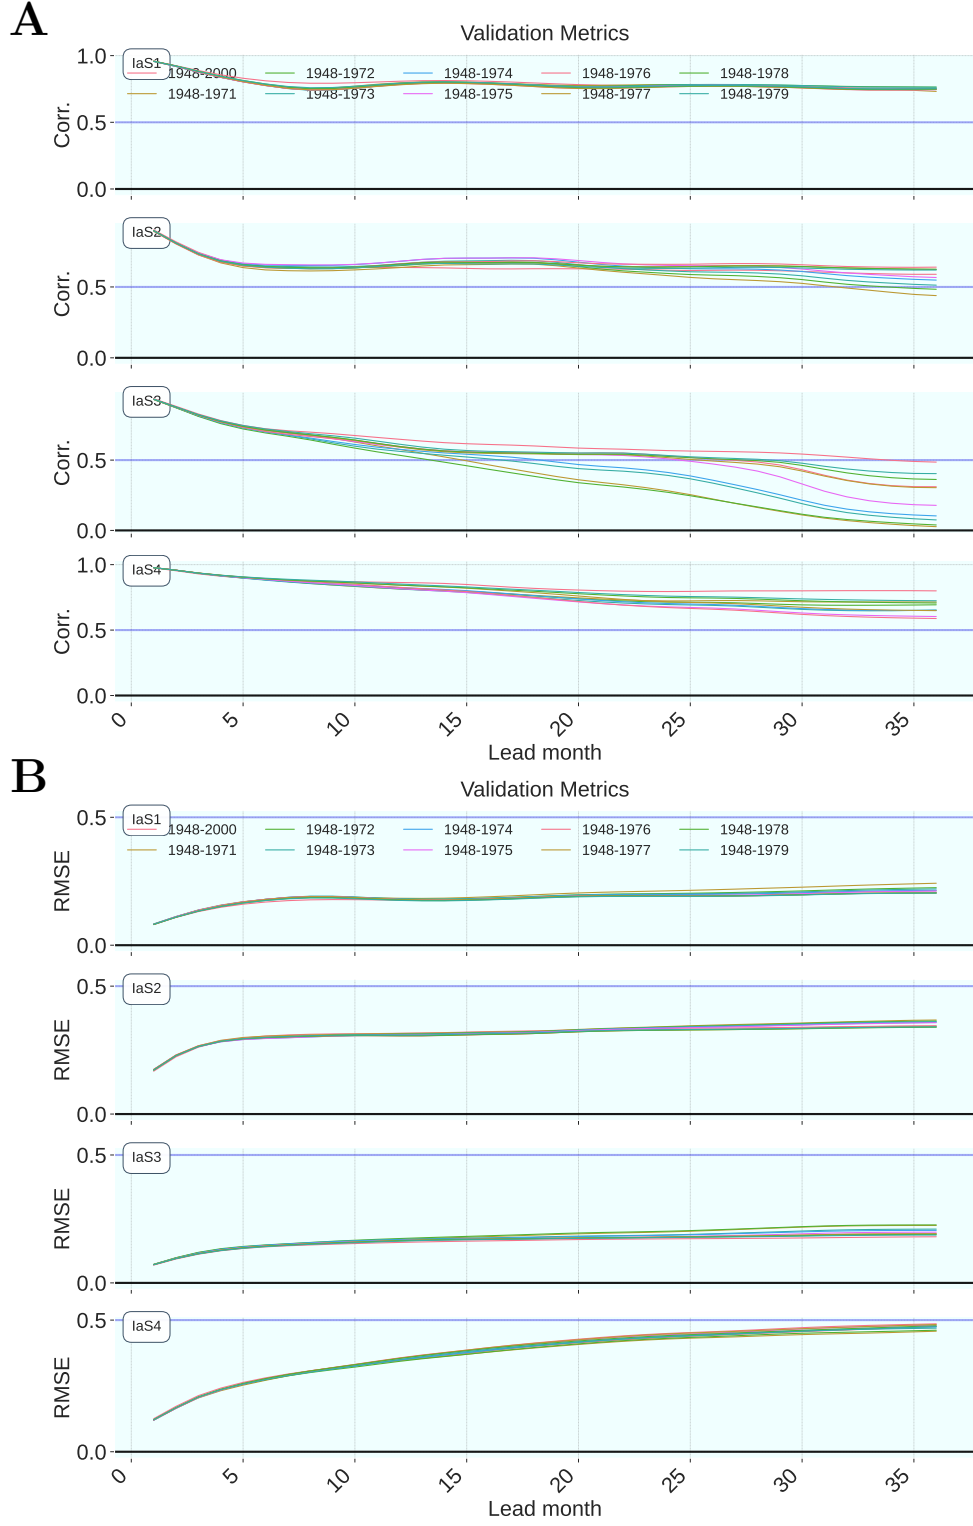 A
Validation Metrics
1.0
IaS1
1948-2000 1948-1972 1948-1974 1948-1976 1948-1978
1948-1971 1948-1973 1948-1975 1948-1977 1948-1979
Corr.
0.5
0.0
IaS2
Corr.
0.5
0.0
IaS3
Corr.
0.5
0.0
1.0
IaS4
Corr.
0.5
0.0
0 5 10 15 20 25 30 35
Lead month
B
Validation Metrics
0.5
IaS1
1948-2000 1948-1972 1948-1974 1948-1976 1948-1978
1948-1971 1948-1973 1948-1975 1948-1977 1948-1979
RMSE
0.0
0.5
IaS2
RMSE
0.0
0.5
IaS3
RMSE
0.0
0.5
IaS4
RMSE
0.0
0 5 10 15 20 25 30 35
Lead month